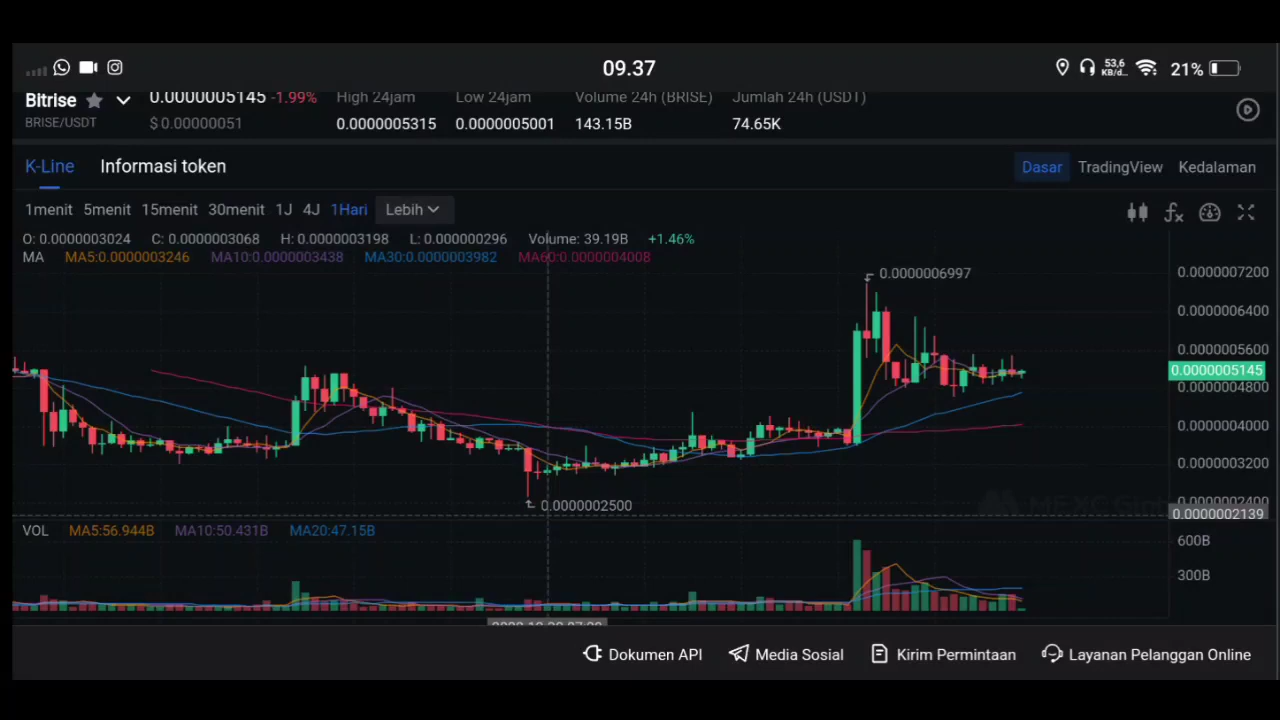 09.37
53,6
KB/d...
21%
Bitrise 0.0000005145 -1.99% High 24jam Low 24jam Volume 24h (BRISE) Jumlah 24h (USDT)
BRISE/USDT $ 0.00000051 0.0000005315 0.0000005001 143.15B 74.65K
K-Line Informasi token Dasar TradingView Kedalaman
1menit 5menit 15menit 30menit 1J 4J 1Hari Lebih
O: 0.0000003024 C: 0.0000003068 H: 0.0000003198 L: 0.000000296 Volume: 39.19B +1.46%
MA MA5:0.0000003246 MA10:0.0000003438 MA30:0.0000003982 MA60:0.0000004008
0.0000006997
0.0000007200
0.0000006400
0.0000005600
0.0000005145
0.0000004800
0.0000004000
0.0000003200
0.0000002400
0.0000002139
0.0000002500
VOL MA5:56.944B MA10:50.431B MA20:47.15B
600B
300B
Dokumen API Media Sosial Kirim Permintaan Layanan Pelanggan Online